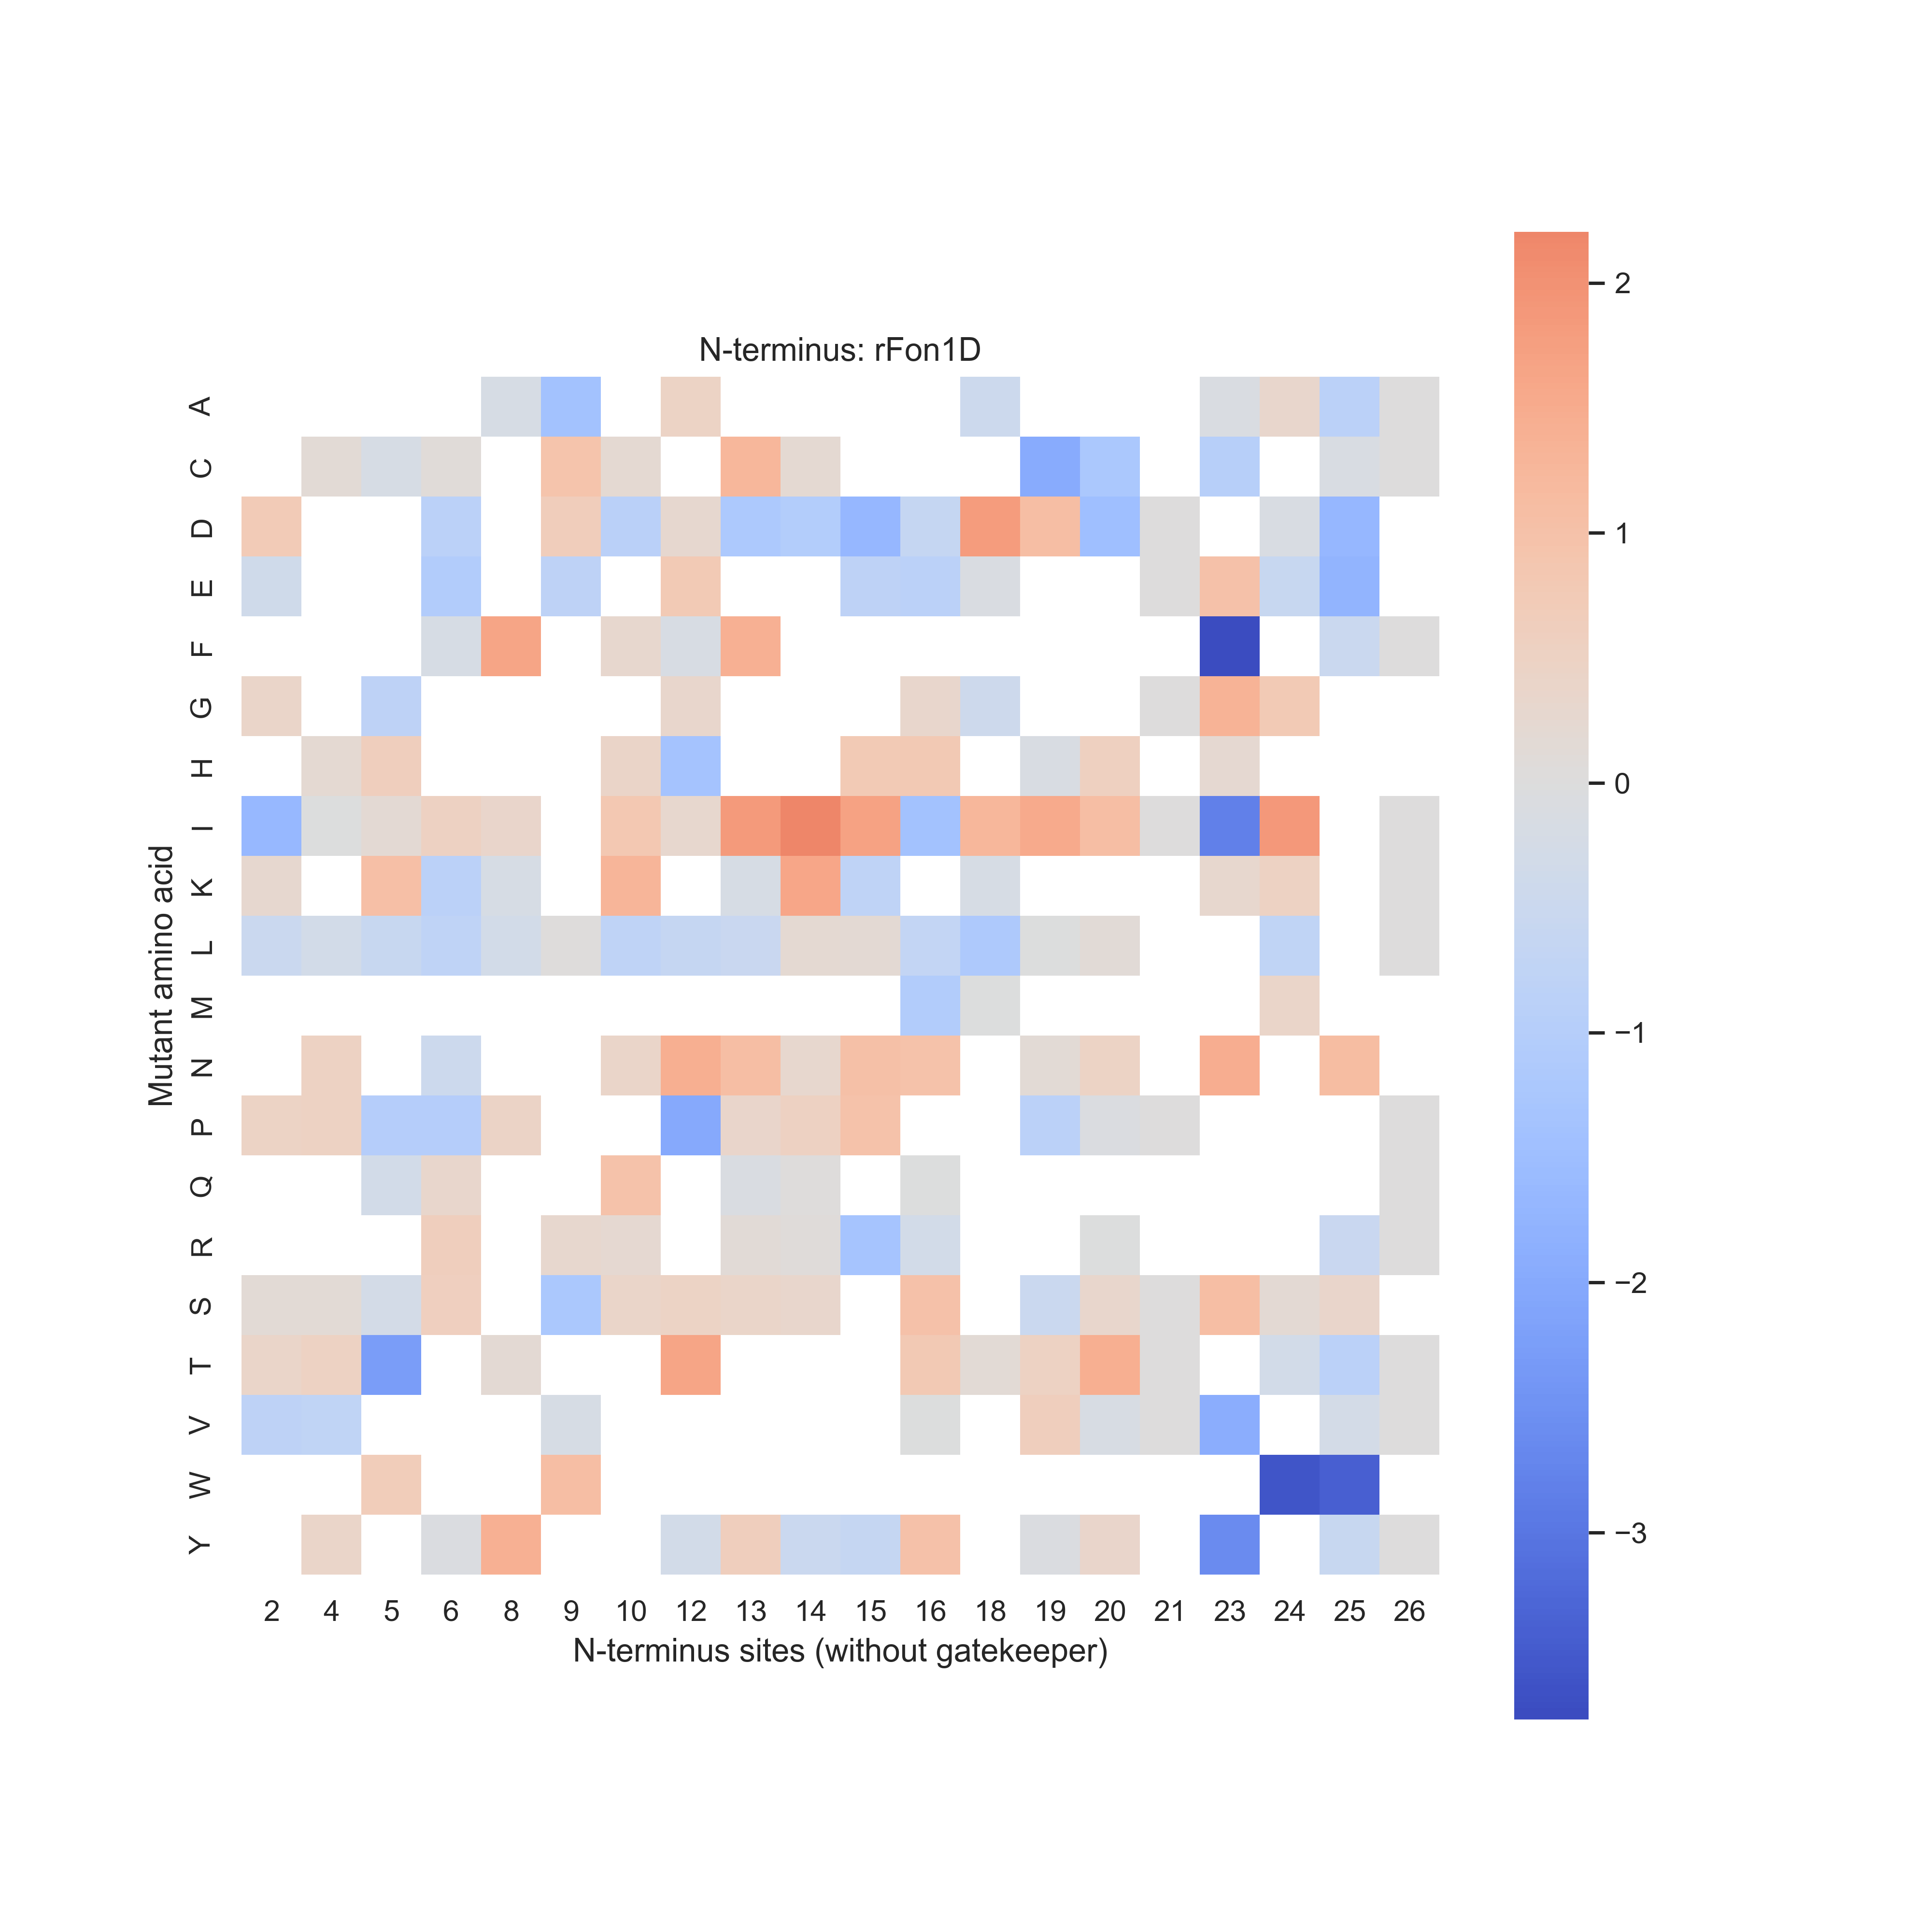 N-terminus: rFon1D
Mutant amino acid
A
C
D
E
F
G
H
I
K
L
M
N
P
Q
R
S
T
V
W
Y
2 4 5 6 8 9 10 12 13 14 15 16 18 19 20 21 23 24 25 26
N-terminus sites (without gatekeeper)
2
1
0
−1
−2
−3